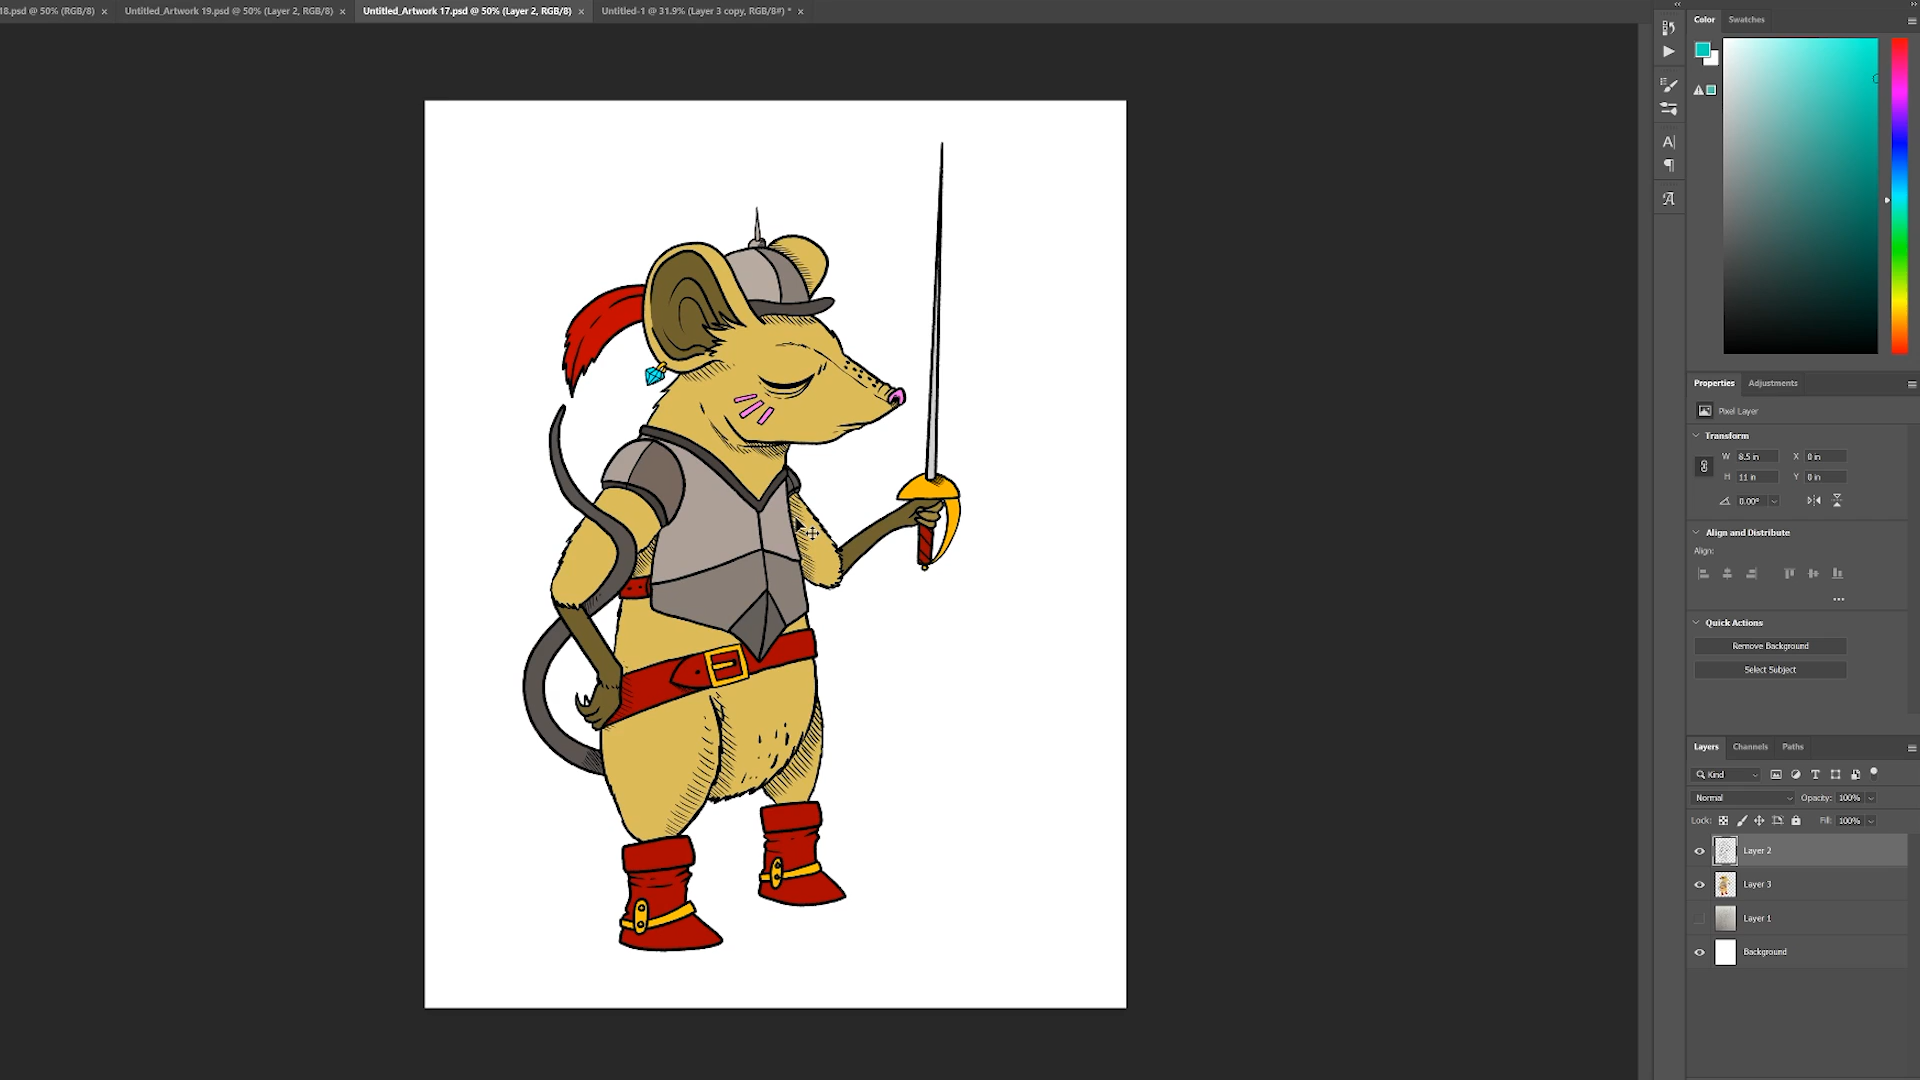 18.psd @ 50% (RGB/8) ×
Untitled_Artwork 19.psd @ 50% (Layer 2, RGB/8) ×
Untitled_Artwork 17.psd @ 50% (Layer 2, RGB/8) ×
Untitled-1 @ 31.9% (Layer 3 copy, RGB/8#) * ×
Color Swatches
Properties Adjustments
Pixel Layer
Transform
W 8.5 in X 0 in
H 11 in Y 0 in
0.00°
Align and Distribute
Align:
Quick Actions
Remove Background
Select Subject
Layers Channels Paths
Kind
Normal Opacity: 100%
Lock: Fill: 100%
Layer 2
Layer 3
Layer 1
Background